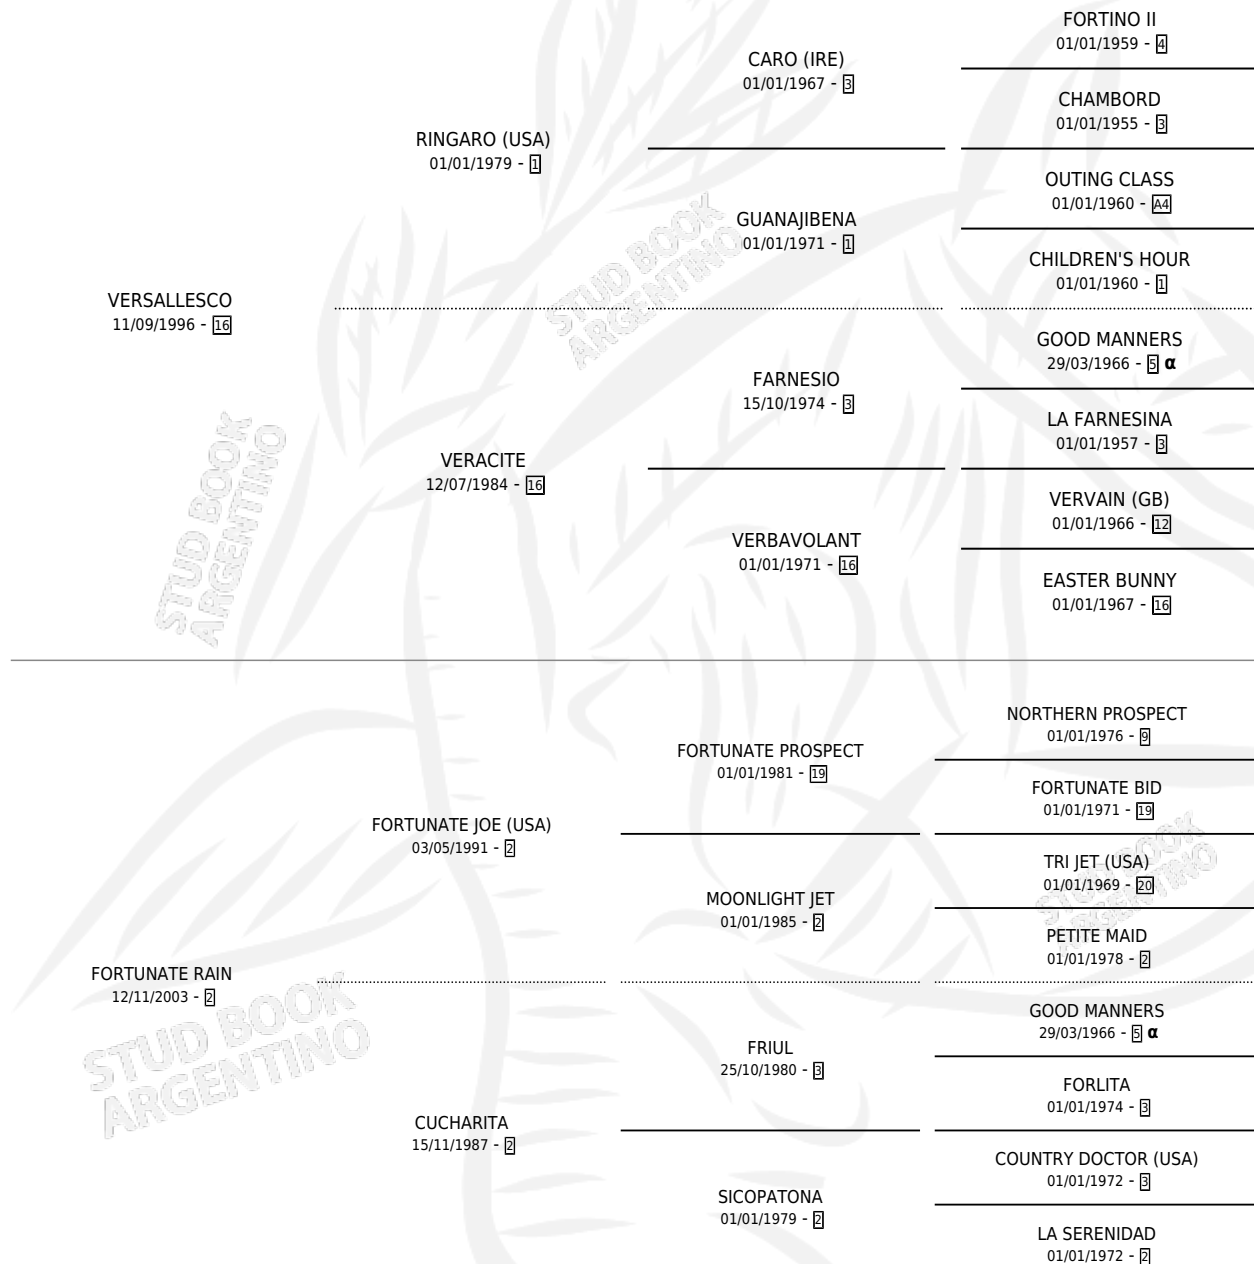 FORTINO II
01/01/1959 - 4
CARO (IRE)
01/01/1967 - 3
CHAMBORD
01/01/1955 - 3
RINGARO (USA)
01/01/1979 - 1
OUTING CLASS
01/01/1960 - A4
GUANAJIBENA
01/01/1971 - 1
CHILDREN'S HOUR
01/01/1960 - 1
VERSALLESCO
11/09/1996 - 16
GOOD MANNERS
29/03/1966 - 5 α
FARNESIO
15/10/1974 - 3
LA FARNESINA
01/01/1957 - 3
VERACITE
12/07/1984 - 16
VERVAIN (GB)
01/01/1966 - 12
VERBAVOLANT
01/01/1971 - 16
EASTER BUNNY
01/01/1967 - 16
NORTHERN PROSPECT
01/01/1976 - 9
FORTUNATE PROSPECT
01/01/1981 - 19
FORTUNATE BID
01/01/1971 - 19
FORTUNATE JOE (USA)
03/05/1991 - 2
TRI JET (USA)
01/01/1969 - 20
MOONLIGHT JET
01/01/1985 - 2
PETITE MAID
01/01/1978 - 2
FORTUNATE RAIN
12/11/2003 - 2
GOOD MANNERS
29/03/1966 - 5 α
FRIUL
25/10/1980 - 3
FORLITA
01/01/1974 - 3
CUCHARITA
15/11/1987 - 2
COUNTRY DOCTOR (USA)
01/01/1972 - 3
SICOPATONA
01/01/1979 - 2
LA SERENIDAD
01/01/1972 - 2
STUD BOOK
ARGENTINO
STUD BOOK
ARGENTINO
STUD BOOK
ARGENTINO
STUD BOOK
ARGENTINO